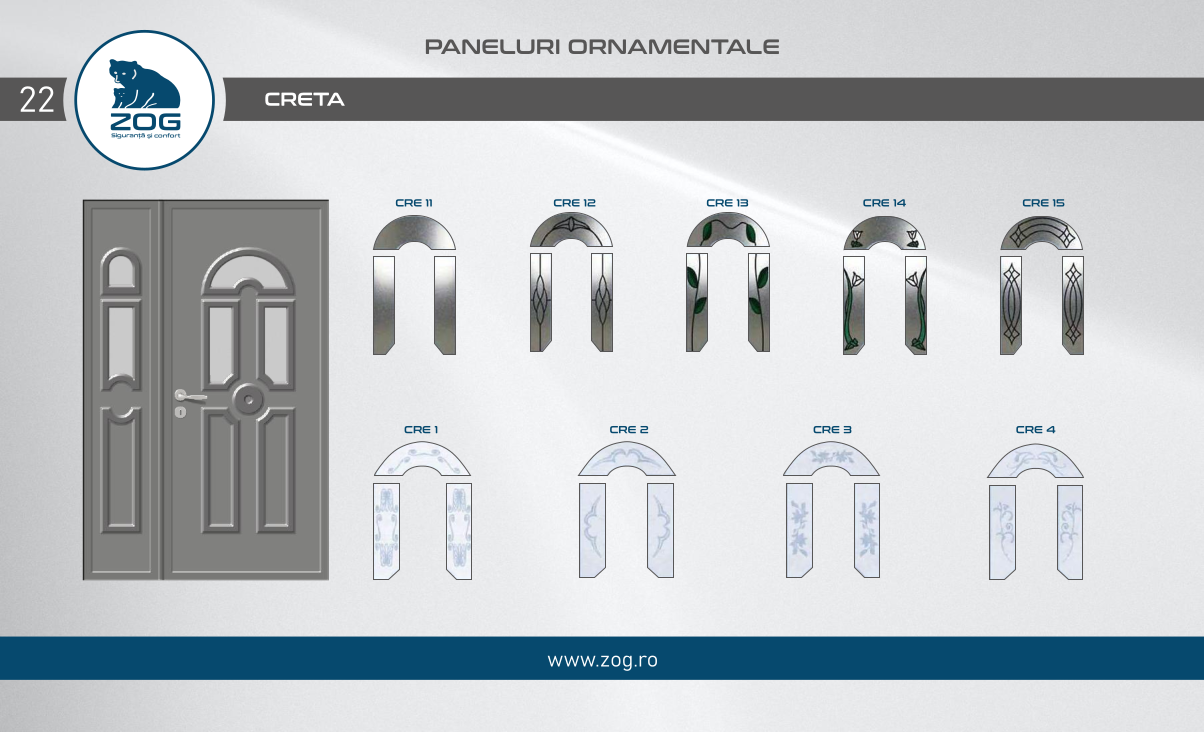 PANELURI ORNAMENTALE
22
CRETA
ZOG
Siguranță și confort
CRE 11
CRE 12
CRE 13
CRE 14
CRE 15
CRE 1
CRE 2
CRE 3
CRE 4
www.zog.ro